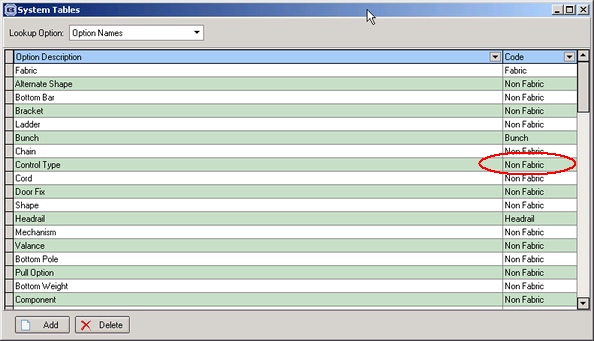 System Tables
Lookup Option: Option Names
Option Description Code
Fabric Fabric
Alternate Shape Non Fabric
Bottom Bar Non Fabric
Bracket Non Fabric
Ladder Non Fabric
Bunch Bunch
Chain Non Fabric
Control Type Non Fabric
Cord Non Fabric
Door Fix Non Fabric
Shape Non Fabric
Headrail Headrail
Mechanism Non Fabric
Valance Non Fabric
Bottom Pole Non Fabric
Pull Option Non Fabric
Bottom Weight Non Fabric
Component Non Fabric
Add Delete